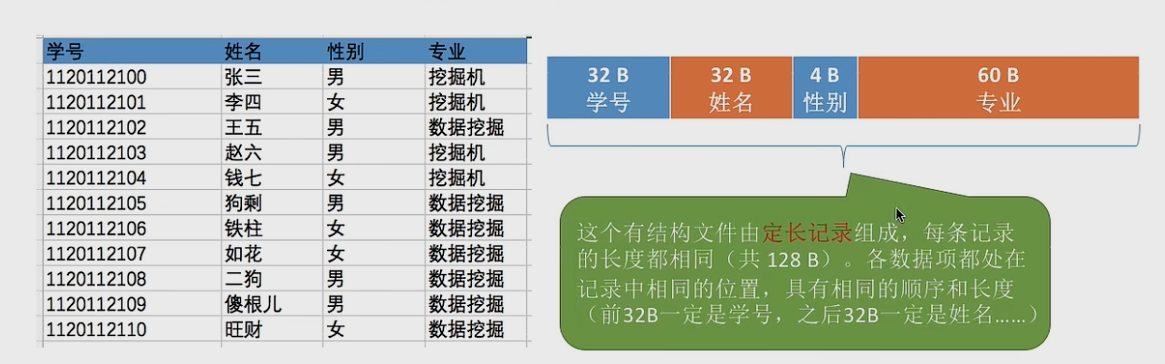 学号 姓名 性别 专业
1120112100 张三 男 挖掘机
1120112101 李四 女 挖掘机
1120112102 王五 男 数据挖掘
1120112103 赵六 男 挖掘机
1120112104 钱七 女 挖掘机
1120112105 狗剩 男 数据挖掘
1120112106 铁柱 女 数据挖掘
1120112107 如花 女 数据挖掘
1120112108 二狗 男 数据挖掘
1120112109 傻根儿 男 数据挖掘
1120112110 旺财 女 数据挖掘
32 B 32 B 4 B 60 B
学号 姓名 性别 专业
这个有结构文件由定长记录组成，每条记录
的长度都相同（共 128 B）。各数据项都处在
记录中相同的位置，具有相同的顺序和长度
（前32B一定是学号，之后32B一定是姓名……）